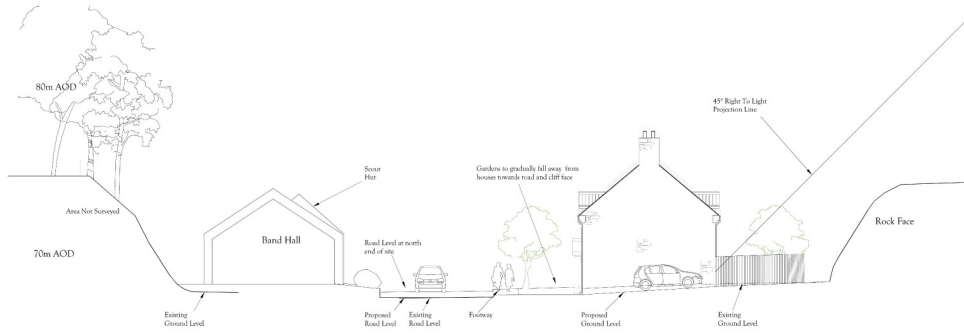 80m AOD
45° Right To Light
Projection Line
Scout
Hut
Gardens to gradually fall away from
houses towards road and cliff face
Area Not Surveyed
Rock Face
Band Hall
Road Level at north
end of site
70m AOD
Existing
Ground Level
Proposed
Road Level
Existing
Road Level
Footway
Proposed
Ground Level
Existing
Ground Level